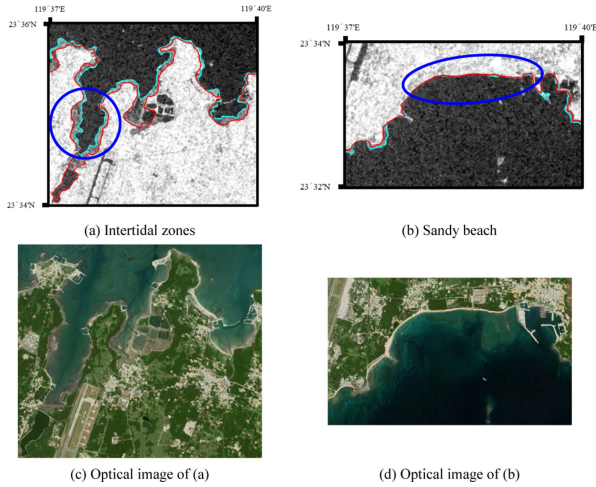 119°37'E 119°40'E
23°36'N
23°34'N
(a) Intertidal zones
119°37'E 119°40'E
23°34'N
23°32'N
(b) Sandy beach
(c) Optical image of (a)
(d) Optical image of (b)